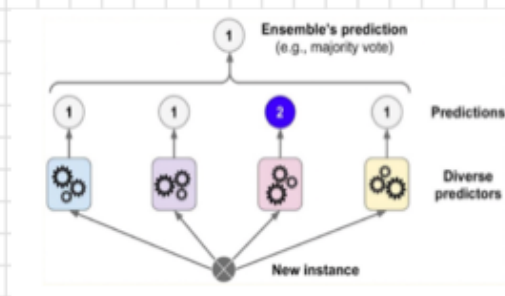 1 Ensemble's prediction
(e.g., majority vote)
1 1 2 1 Predictions
Diverse
predictors
New instance